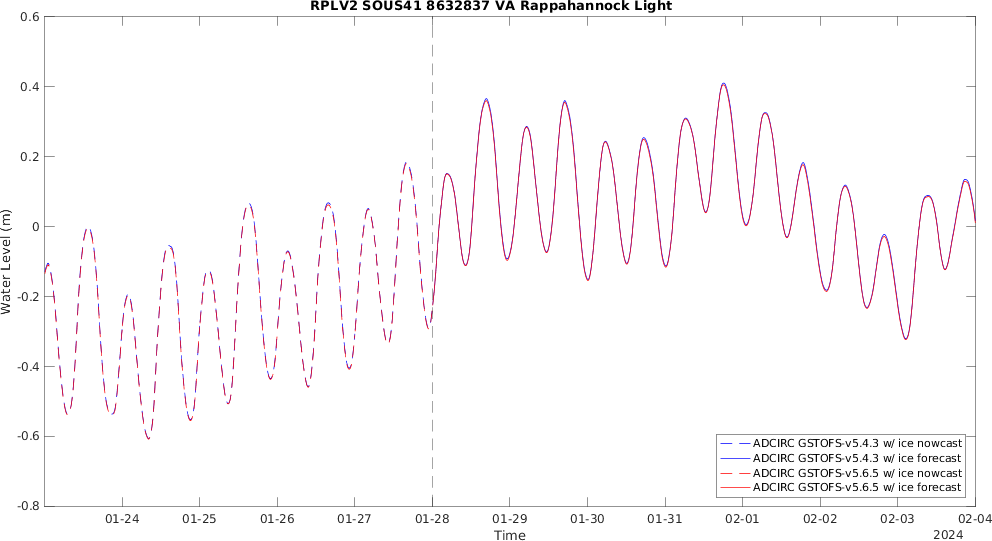 RPLV2 SOUS41 8632837 VA Rappahannock Light
0.6
0.4
0.2
0
-0.2
-0.4
-0.6
-0.8
Water Level (m)
ADCIRC GSTOFS-v5.4.3 w/ ice nowcast
ADCIRC GSTOFS-v5.4.3 w/ ice forecast
ADCIRC GSTOFS-v5.6.5 w/ ice nowcast
ADCIRC GSTOFS-v5.6.5 w/ ice forecast
01-24 01-25 01-26 01-27 01-28 01-29 01-30 01-31 02-01 02-02 02-03 02-04
Time
2024